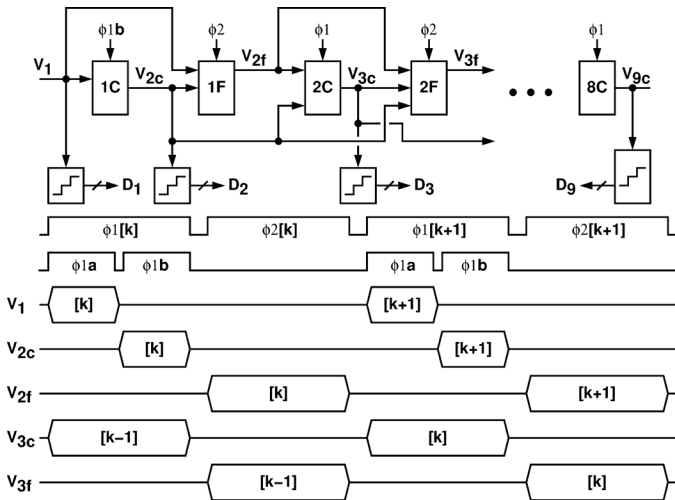 ϕ1b ϕ2 ϕ1 ϕ2 ϕ1
V1 V2c V2f V3c V3f V9c
1C 1F 2C 2F 8C
D1 D2 D3 D9
ϕ1[k] ϕ2[k] ϕ1[k+1] ϕ2[k+1]
ϕ1a ϕ1b ϕ1a ϕ1b
V1 [k] [k+1]
V2c [k] [k+1]
V2f [k] [k+1]
V3c [k−1] [k]
V3f [k−1] [k]